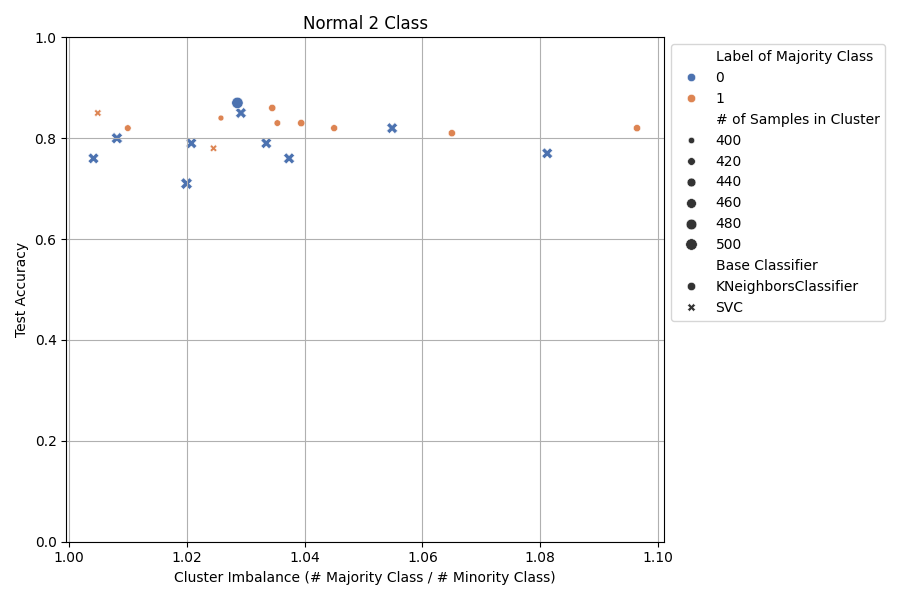 Normal 2 Class
1.0
0.8
0.6
0.4
0.2
0.0
Test Accuracy
1.00 1.02 1.04 1.06 1.08 1.10
Cluster Imbalance (# Majority Class / # Minority Class)
Label of Majority Class
0
1
# of Samples in Cluster
400
420
440
460
480
500
Base Classifier
KNeighborsClassifier
SVC